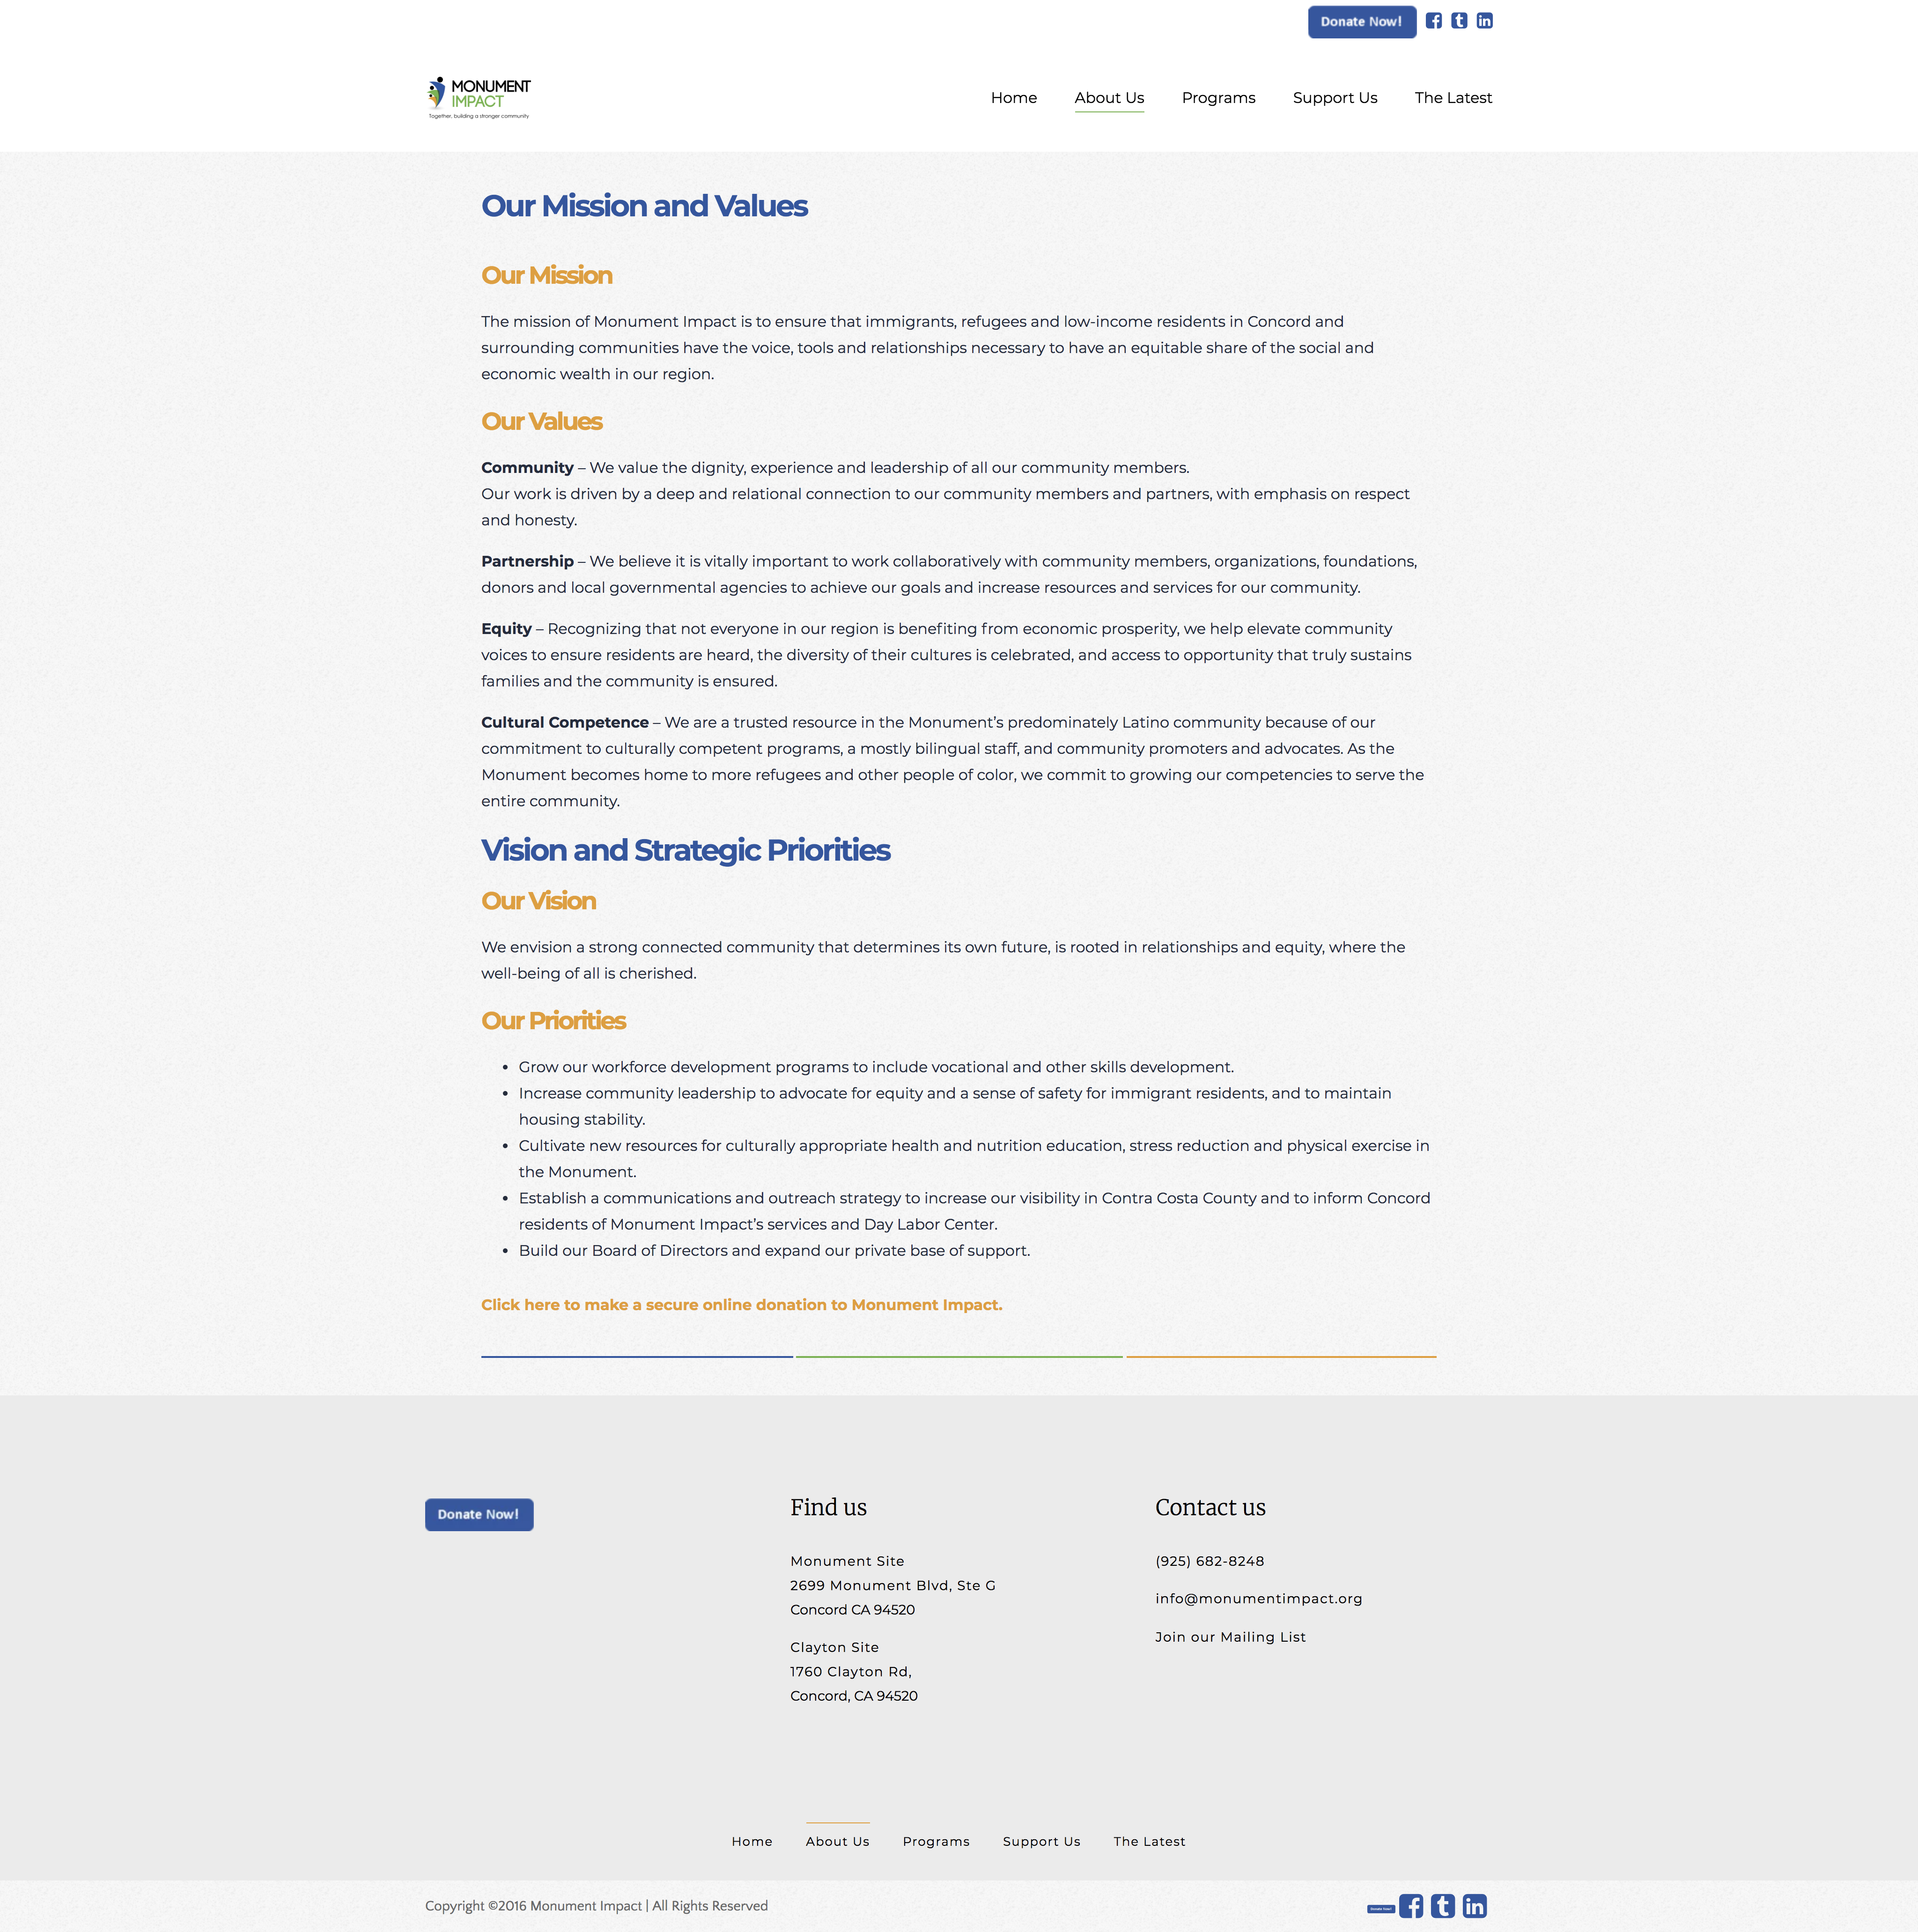 Donate Now!
MONUMENT
IMPACT
Together, building a stronger community
Home About Us Programs Support Us The Latest
Our Mission and Values
Our Mission
The mission of Monument Impact is to ensure that immigrants, refugees and low-income residents in Concord and
surrounding communities have the voice, tools and relationships necessary to have an equitable share of the social and
economic wealth in our region.
Our Values
Community – We value the dignity, experience and leadership of all our community members.
Our work is driven by a deep and relational connection to our community members and partners, with emphasis on respect
and honesty.
Partnership – We believe it is vitally important to work collaboratively with community members, organizations, foundations,
donors and local governmental agencies to achieve our goals and increase resources and services for our community.
Equity – Recognizing that not everyone in our region is benefiting from economic prosperity, we help elevate community
voices to ensure residents are heard, the diversity of their cultures is celebrated, and access to opportunity that truly sustains
families and the community is ensured.
Cultural Competence – We are a trusted resource in the Monument’s predominately Latino community because of our
commitment to culturally competent programs, a mostly bilingual staff, and community promoters and advocates. As the
Monument becomes home to more refugees and other people of color, we commit to growing our competencies to serve the
entire community.
Vision and Strategic Priorities
Our Vision
We envision a strong connected community that determines its own future, is rooted in relationships and equity, where the
well-being of all is cherished.
Our Priorities
• Grow our workforce development programs to include vocational and other skills development.
• Increase community leadership to advocate for equity and a sense of safety for immigrant residents, and to maintain
housing stability.
• Cultivate new resources for culturally appropriate health and nutrition education, stress reduction and physical exercise in
the Monument.
• Establish a communications and outreach strategy to increase our visibility in Contra Costa County and to inform Concord
residents of Monument Impact’s services and Day Labor Center.
• Build our Board of Directors and expand our private base of support.
Click here to make a secure online donation to Monument Impact.
Donate Now!
Find us
Monument Site
2699 Monument Blvd, Ste G
Concord CA 94520
Clayton Site
1760 Clayton Rd,
Concord, CA 94520
Contact us
(925) 682-8248
info@monumentimpact.org
Join our Mailing List
Home About Us Programs Support Us The Latest
Copyright ©2016 Monument Impact | All Rights Reserved
Donate Now!